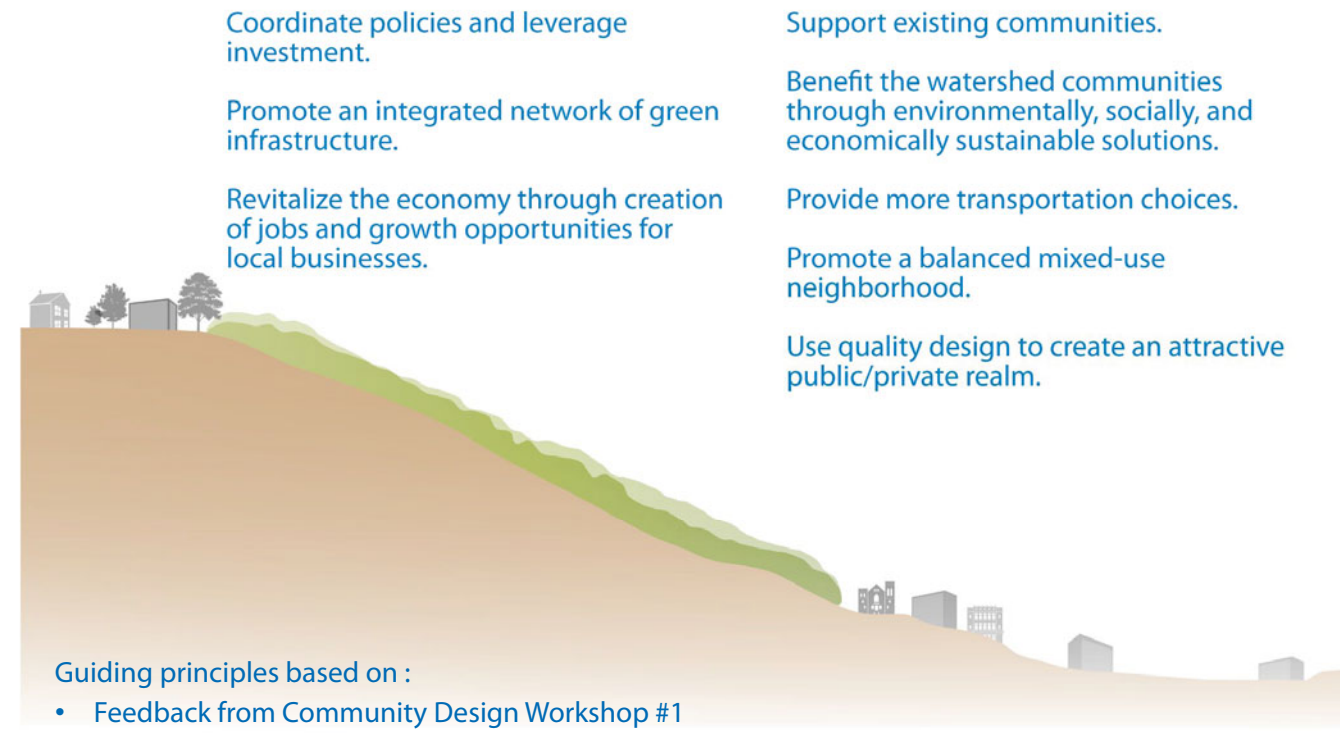 Coordinate policies and leverage
investment.
Promote an integrated network of green
infrastructure.
Revitalize the economy through creation
of jobs and growth opportunities for
local businesses.
Support existing communities.
Benefit the watershed communities
through environmentally, socially, and
economically sustainable solutions.
Provide more transportation choices.
Promote a balanced mixed-use
neighborhood.
Use quality design to create an attractive
public/private realm.
Guiding principles based on :
• Feedback from Community Design Workshop #1